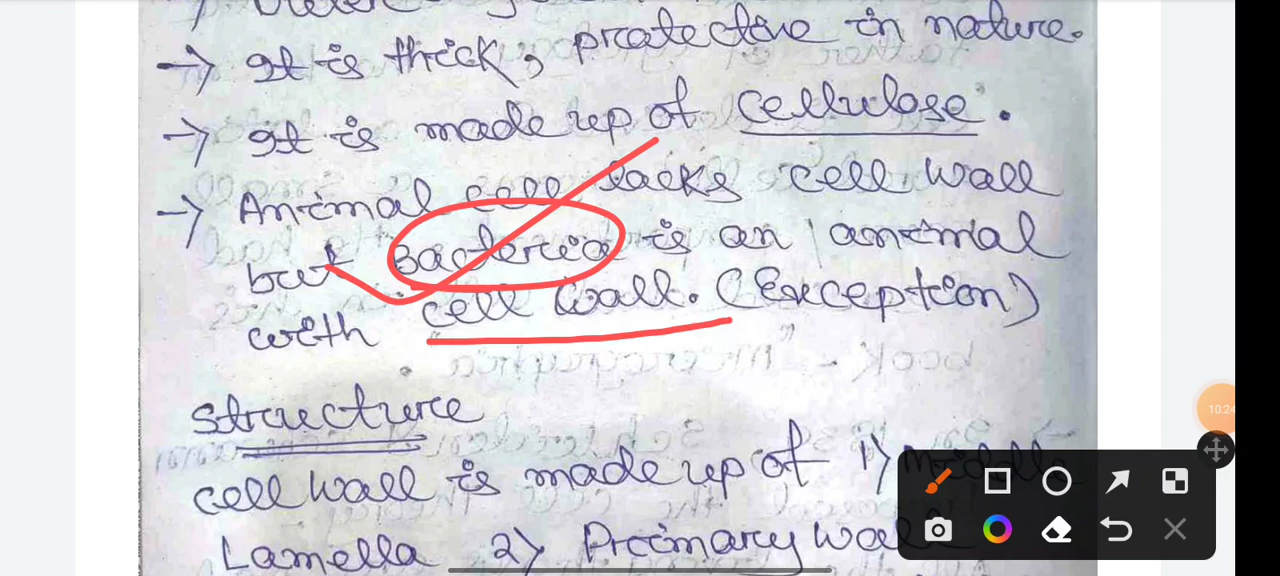 → It is thick, protective in nature.
→ It is made up of cellulose.
→ Animal cell lacks cell wall
but Bacteria is an animal
with cell wall. (Exception)
Structure
cell wall is made up of 1) Middle
Lamella 2) Primary wall
10:24